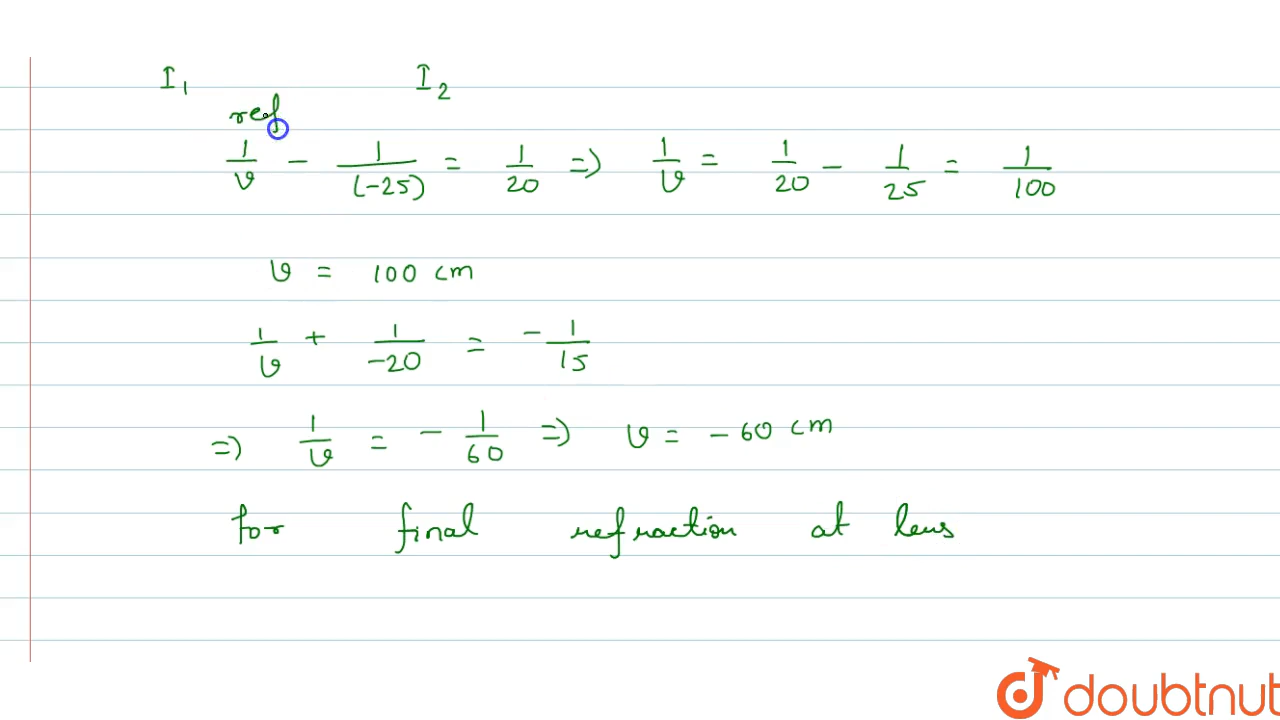 I₁ I₂
ref
1/v - 1/(-25) = 1/20 => 1/v = 1/20 - 1/25 = 1/100
v = 100 cm
1/v + 1/-20 = -1/15
=> 1/v = -1/60 => v = -60 cm
for final refraction at lens
doubtnut